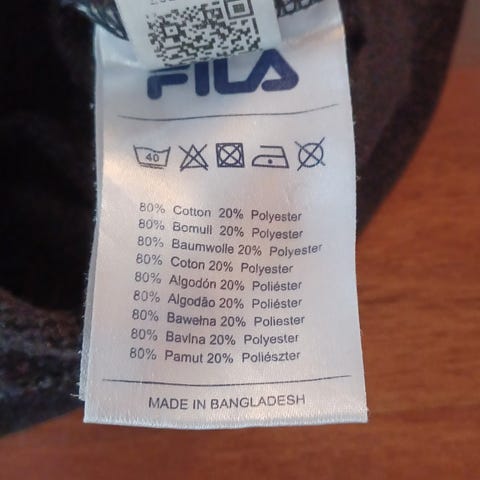 FILA
40
80% Cotton 20% Polyester
80% Bomull 20% Polyester
80% Baumwolle 20% Polyester
80% Coton 20% Polyester
80% Algodón 20% Poliéster
80% Algodão 20% Poliéster
80% Bawełna 20% Poliester
80% Bavlna 20% Polyester
80% Pamut 20% Poliészter
MADE IN BANGLADESH